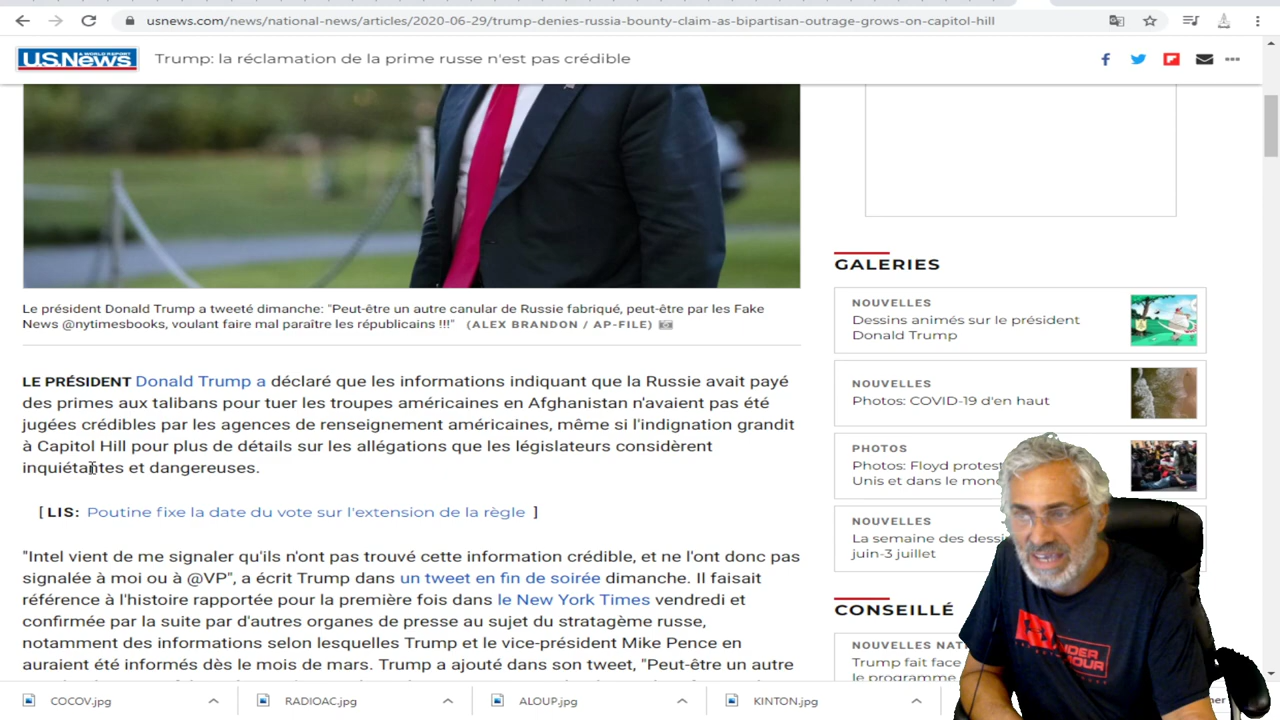 usnews.com/news/national-news/articles/2020-06-29/trump-denies-russia-bounty-claim-as-bipartisan-outrage-grows-on-capitol-hill
U.S.News
A WORLD REPORT
Trump: la réclamation de la prime russe n'est pas crédible
Le président Donald Trump a tweeté dimanche: "Peut-être un autre canular de Russie fabriqué, peut-être par les Fake
News @nytimesbooks, voulant faire mal paraître les républicains !!!" (ALEX BRANDON / AP-FILE)
LE PRÉSIDENT Donald Trump a déclaré que les informations indiquant que la Russie avait payé
des primes aux talibans pour tuer les troupes américaines en Afghanistan n'avaient pas été
jugées crédibles par les agences de renseignement américaines, même si l'indignation grandit
à Capitol Hill pour plus de détails sur les allégations que les législateurs considèrent
inquiétantes et dangereuses.
[ LIS: Poutine fixe la date du vote sur l'extension de la règle ]
"Intel vient de me signaler qu'ils n'ont pas trouvé cette information crédible, et ne l'ont donc pas
signalée à moi ou à @VP", a écrit Trump dans un tweet en fin de soirée dimanche. Il faisait
référence à l'histoire rapportée pour la première fois dans le New York Times vendredi et
confirmée par la suite par d'autres organes de presse au sujet du stratagème russe,
notamment des informations selon lesquelles Trump et le vice-président Mike Pence en
auraient été informés dès le mois de mars. Trump a ajouté dans son tweet, "Peut-être un autre
GALERIES
NOUVELLES
Dessins animés sur le président
Donald Trump
NOUVELLES
Photos: COVID-19 d'en haut
PHOTOS
Photos: Floyd
Unis et dans le
NOUVELLES
La semaine des
juin-3 juillet
CONSEILLÉ
NOUVELLES
Trump fait face
le programme
COCOV.jpg
RADIOAC.jpg
ALOUP.jpg
KINTON.jpg